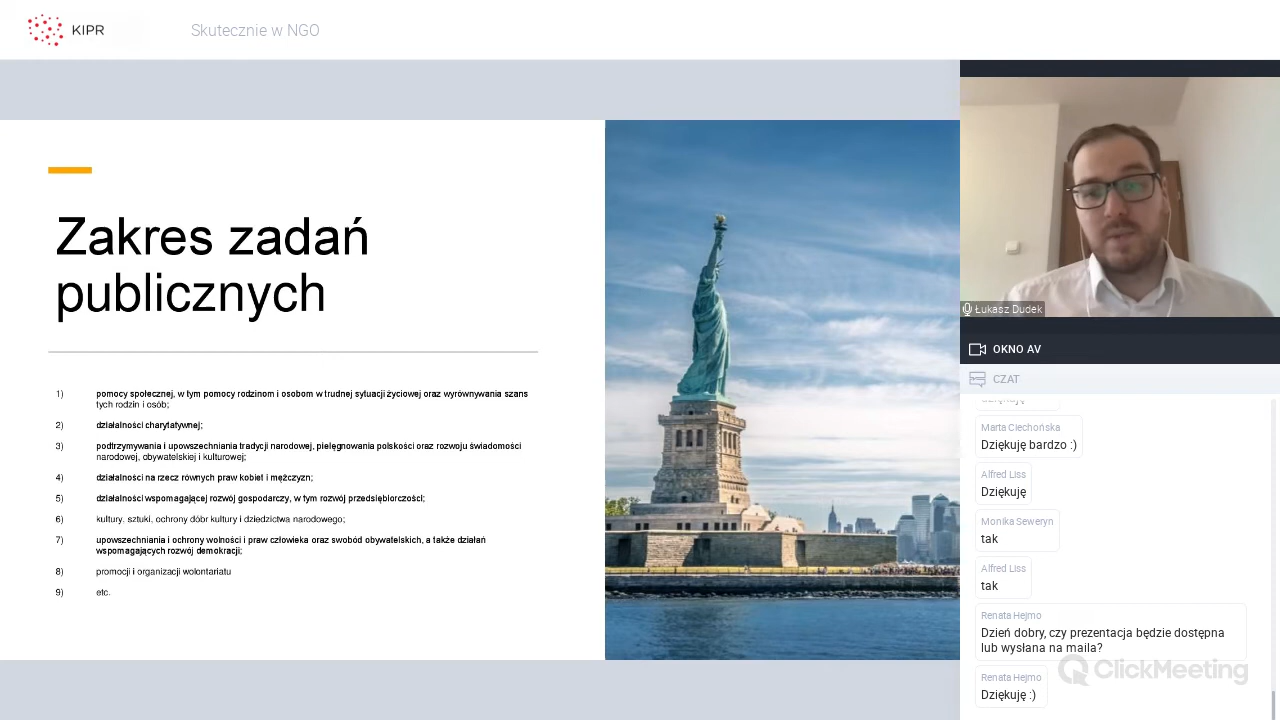 KIPR
Skutecznie w NGO
Zakres zadań
publicznych
1) pomocy społecznej, w tym pomocy rodzinom i osobom w trudnej sytuacji życiowej oraz wyrównywania szans
tych rodzin i osób;
2) działalności charytatywnej;
3) podtrzymywania i upowszechniania tradycji narodowej, pielęgnowania polskości oraz rozwoju świadomości
narodowej, obywatelskiej i kulturowej;
4) działalności na rzecz równych praw kobiet i mężczyzn;
5) działalności wspomagającej rozwój gospodarczy, w tym rozwój przedsiębiorczości;
6) kultury, sztuki, ochrony dóbr kultury i dziedzictwa narodowego;
7) upowszechniania i ochrony wolności i praw człowieka oraz swobód obywatelskich, a także działań
wspomagających rozwój demokracji;
8) promocji i organizacji wolontariatu
9) etc.
Łukasz Dudek
OKNO AV
CZAT
Dziękuję
Marta Ciechońska
Dziękuję bardzo :)
Alfred Liss
Dziękuję
Monika Seweryn
tak
Alfred Liss
tak
Renata Hejmo
Dzień dobry, czy prezentacja będzie dostępna
lub wysłana na maila?
ClickMeeting
Renata Hejmo
Dziękuję :)